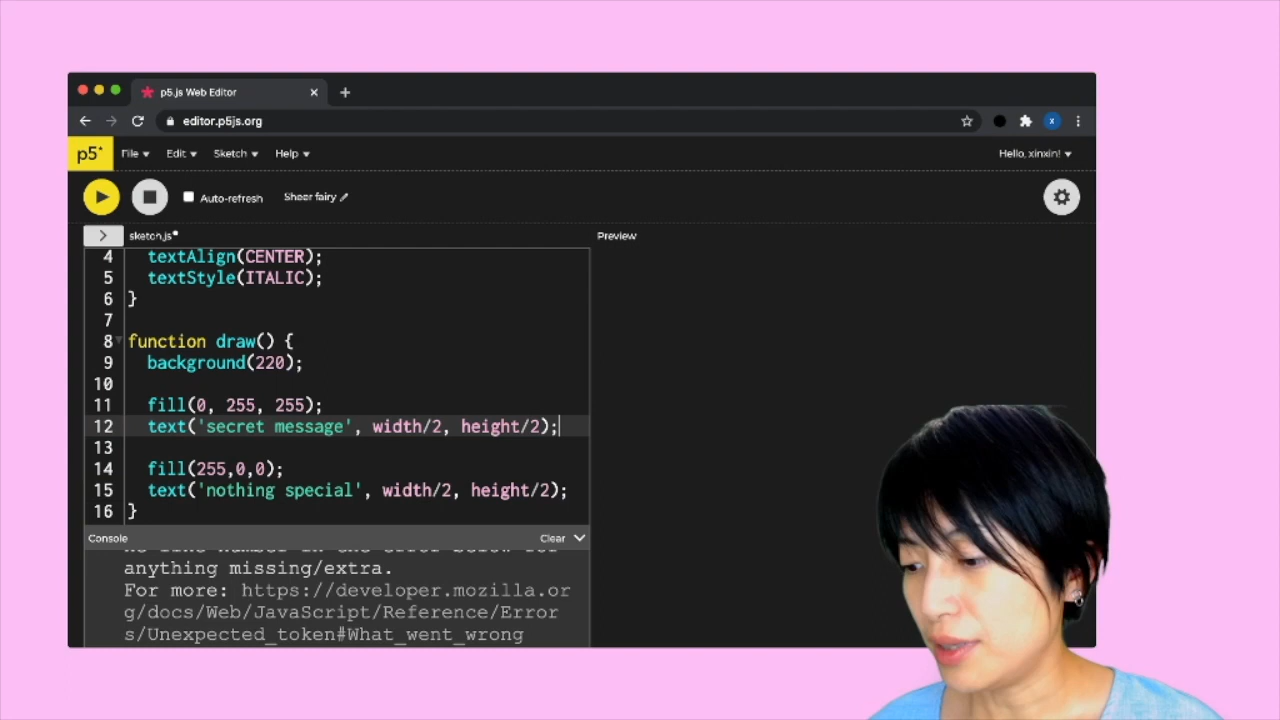 p5.js Web Editor
editor.p5js.org
X
p5* File Edit Sketch Help Hello, xinxin!
Auto-refresh Sheer fairy
> sketch.js Preview
4 textAlign(CENTER);
5 textStyle(ITALIC);
6 }
7
8 function draw() {
9 background(220);
10
11 fill(0, 255, 255);
12 text('secret message', width/2, height/2);
13
14 fill(255,0,0);
15 text('nothing special', width/2, height/2);
16 }
Console Clear
anything missing/extra.
For more: https://developer.mozilla.or
g/docs/Web/JavaScript/Reference/Error
s/Unexpected_token#What_went_wrong